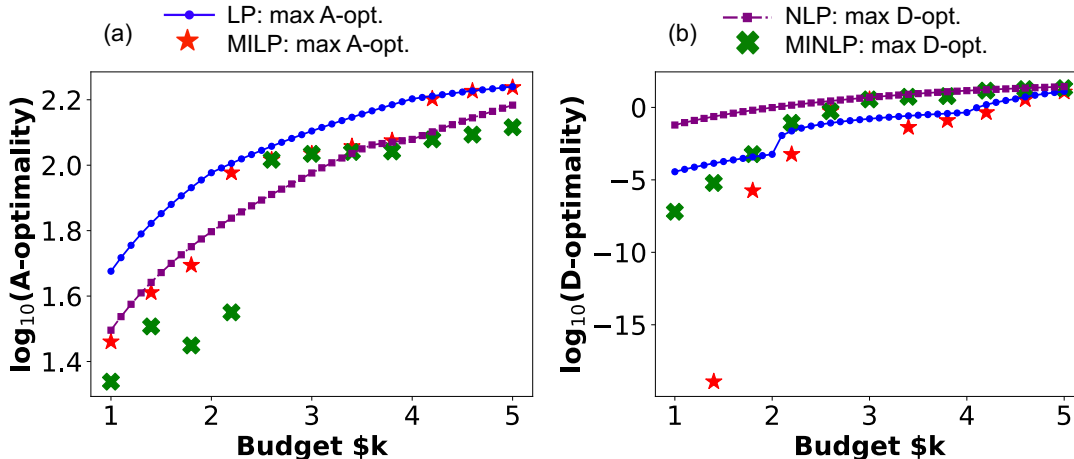 (a)
LP: max A-opt.
MILP: max A-opt.
NLP: max D-opt.
MINLP: max D-opt.
(b)
log₁₀(A-optimality)
2.2
2.0
1.8
1.6
1.4
1 2 3 4 5
Budget $k
log₁₀(D-optimality)
0
−5
−10
−15
1 2 3 4 5
Budget $k